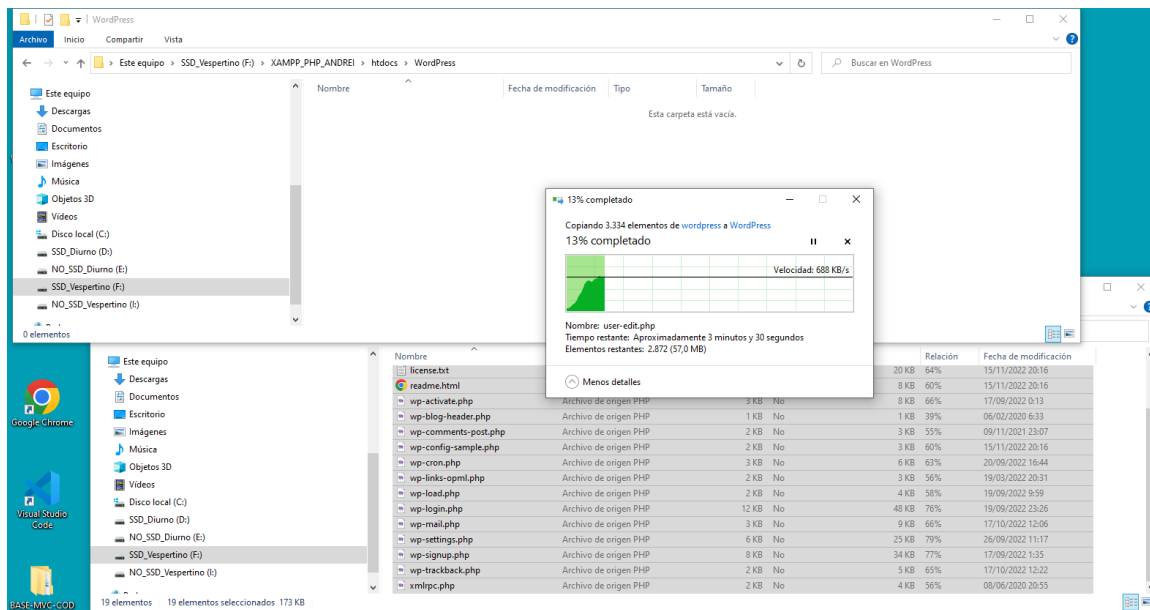 WordPress
Archivo Inicio Compartir Vista
Este equipo > SSD_Vespertino (F:) > XAMPP_PHP_ANDREI > htdocs > WordPress
Buscar en WordPress
Nombre Fecha de modificación Tipo Tamaño
Esta carpeta está vacía.
Este equipo
Descargas
Documentos
Escritorio
Imágenes
Música
Objetos 3D
Vídeos
Disco local (C:)
SSD_Diurno (D:)
NO_SSD_Diurno (E:)
SSD_Vespertino (F:)
NO_SSD_Vespertino (I:)
0 elementos
13% completado
Copiando 3.334 elementos de wordpress a WordPress
13% completado
Velocidad: 688 KB/s
Nombre: user-edit.php
Tiempo restante: Aproximadamente 3 minutos y 30 segundos
Elementos restantes: 2.872 (57,0 MB)
Menos detalles
Este equipo
Descargas
Documentos
Escritorio
Imágenes
Música
Objetos 3D
Vídeos
Disco local (C:)
SSD_Diurno (D:)
NO_SSD_Diurno (E:)
SSD_Vespertino (F:)
NO_SSD_Vespertino (I:)
Nombre Relación Fecha de modificación
license.txt 20 KB 64% 15/11/2022 20:16
readme.html 8 KB 60% 15/11/2022 20:16
wp-activate.php Archivo de origen PHP 3 KB No 8 KB 66% 17/09/2022 0:13
wp-blog-header.php Archivo de origen PHP 1 KB No 1 KB 39% 06/02/2020 6:33
wp-comments-post.php Archivo de origen PHP 2 KB No 3 KB 55% 09/11/2021 23:07
wp-config-sample.php Archivo de origen PHP 2 KB No 3 KB 60% 15/11/2022 20:16
wp-cron.php Archivo de origen PHP 3 KB No 6 KB 63% 20/09/2022 16:44
wp-links-opml.php Archivo de origen PHP 2 KB No 3 KB 56% 19/03/2022 20:31
wp-load.php Archivo de origen PHP 2 KB No 4 KB 58% 19/09/2022 9:59
wp-login.php Archivo de origen PHP 12 KB No 48 KB 76% 19/09/2022 23:26
wp-mail.php Archivo de origen PHP 3 KB No 9 KB 66% 17/10/2022 12:06
wp-settings.php Archivo de origen PHP 6 KB No 25 KB 79% 26/09/2022 11:17
wp-signup.php Archivo de origen PHP 8 KB No 34 KB 77% 17/09/2022 1:35
wp-trackback.php Archivo de origen PHP 2 KB No 5 KB 65% 17/10/2022 12:22
xmlrpc.php Archivo de origen PHP 2 KB No 4 KB 56% 08/06/2020 20:55
19 elementos 19 elementos seleccionados 173 KB
Google Chrome
Visual Studio
Code
BASE-MVC-COD